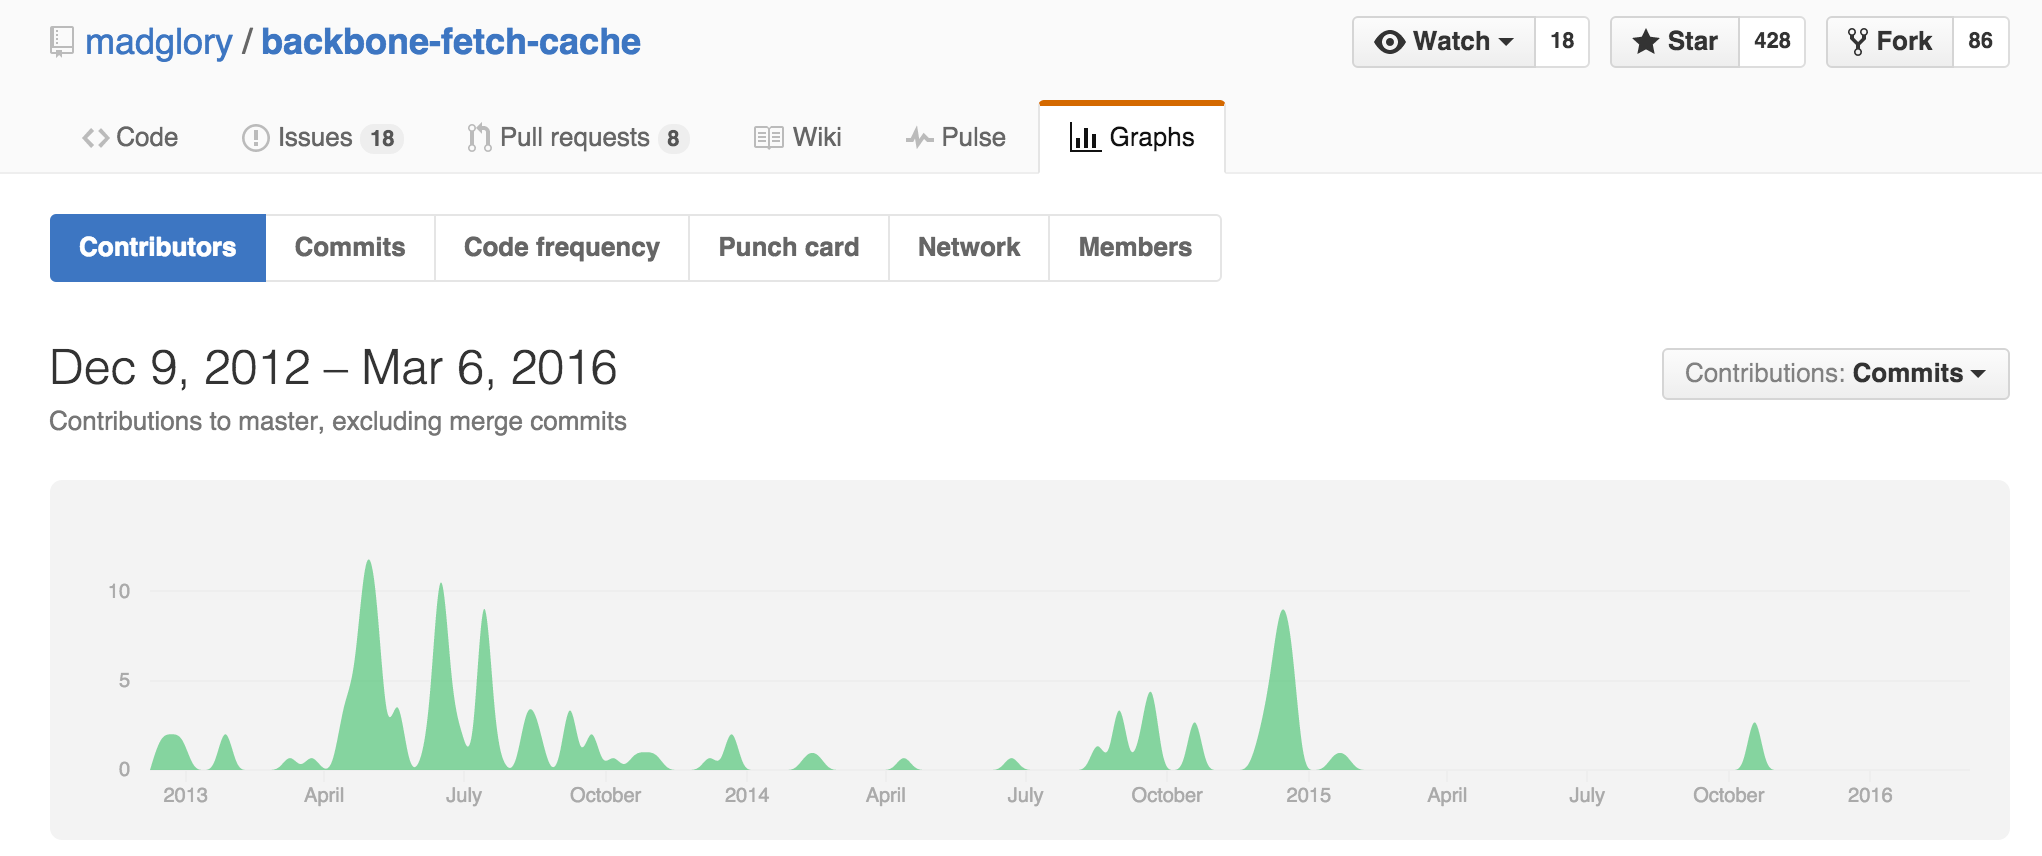 madglory / backbone-fetch-cache Watch 18 Star 428 Fork 86
Code Issues 18 Pull requests 8 Wiki Pulse Graphs
Contributors Commits Code frequency Punch card Network Members
Dec 9, 2012 – Mar 6, 2016
Contributions: Commits
Contributions to master, excluding merge commits
10
5
0
2013 April July October 2014 April July October 2015 April July October 2016